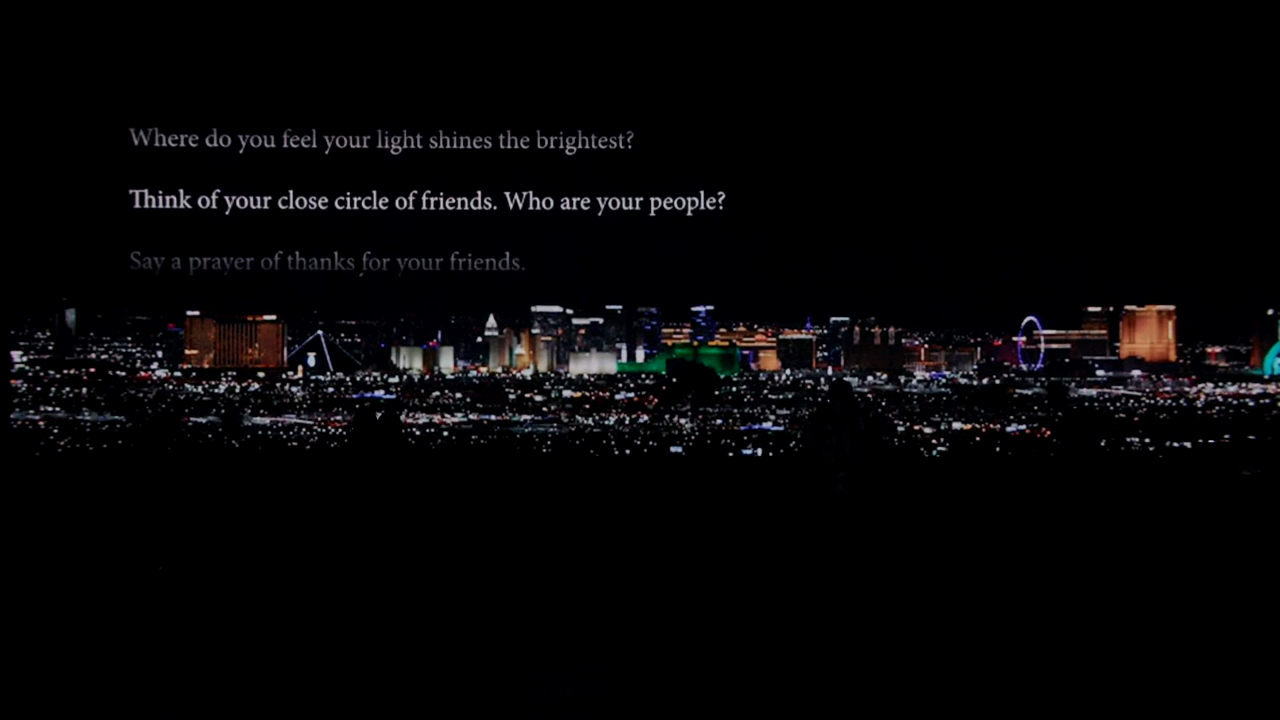 Where do you feel your light shines the brightest?
Think of your close circle of friends. Who are your people?
Say a prayer of thanks for your friends.